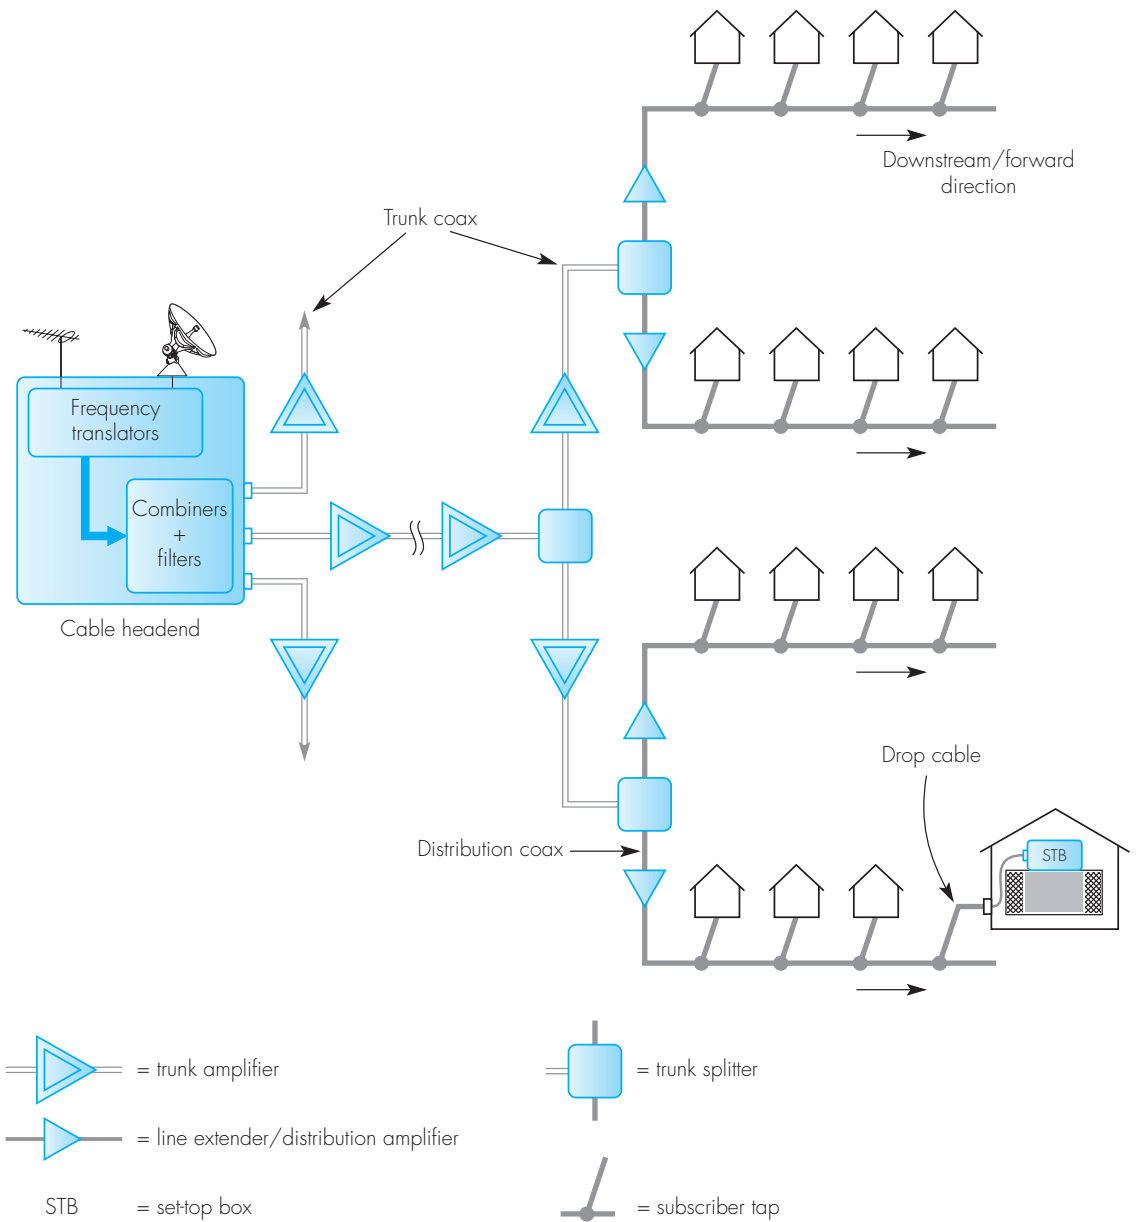 Downstream/forward
direction
Trunk coax
Frequency
translators
Combiners
+
filters
Cable headend
Drop cable
Distribution coax
STB
= trunk amplifier
= trunk splitter
= line extender/distribution amplifier
STB = set-top box
= subscriber tap